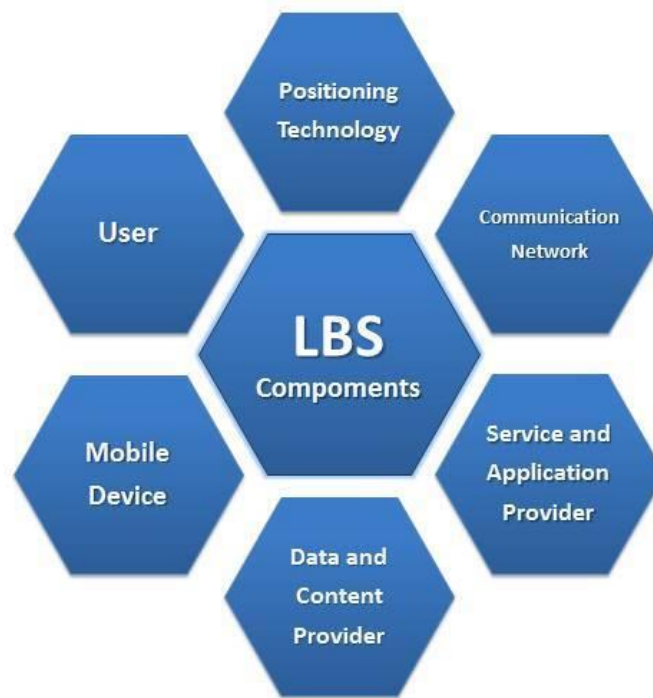 Positioning
Technology
User
Communication
Network
LBS
Compoments
Mobile
Device
Service and
Application
Provider
Data and
Content
Provider